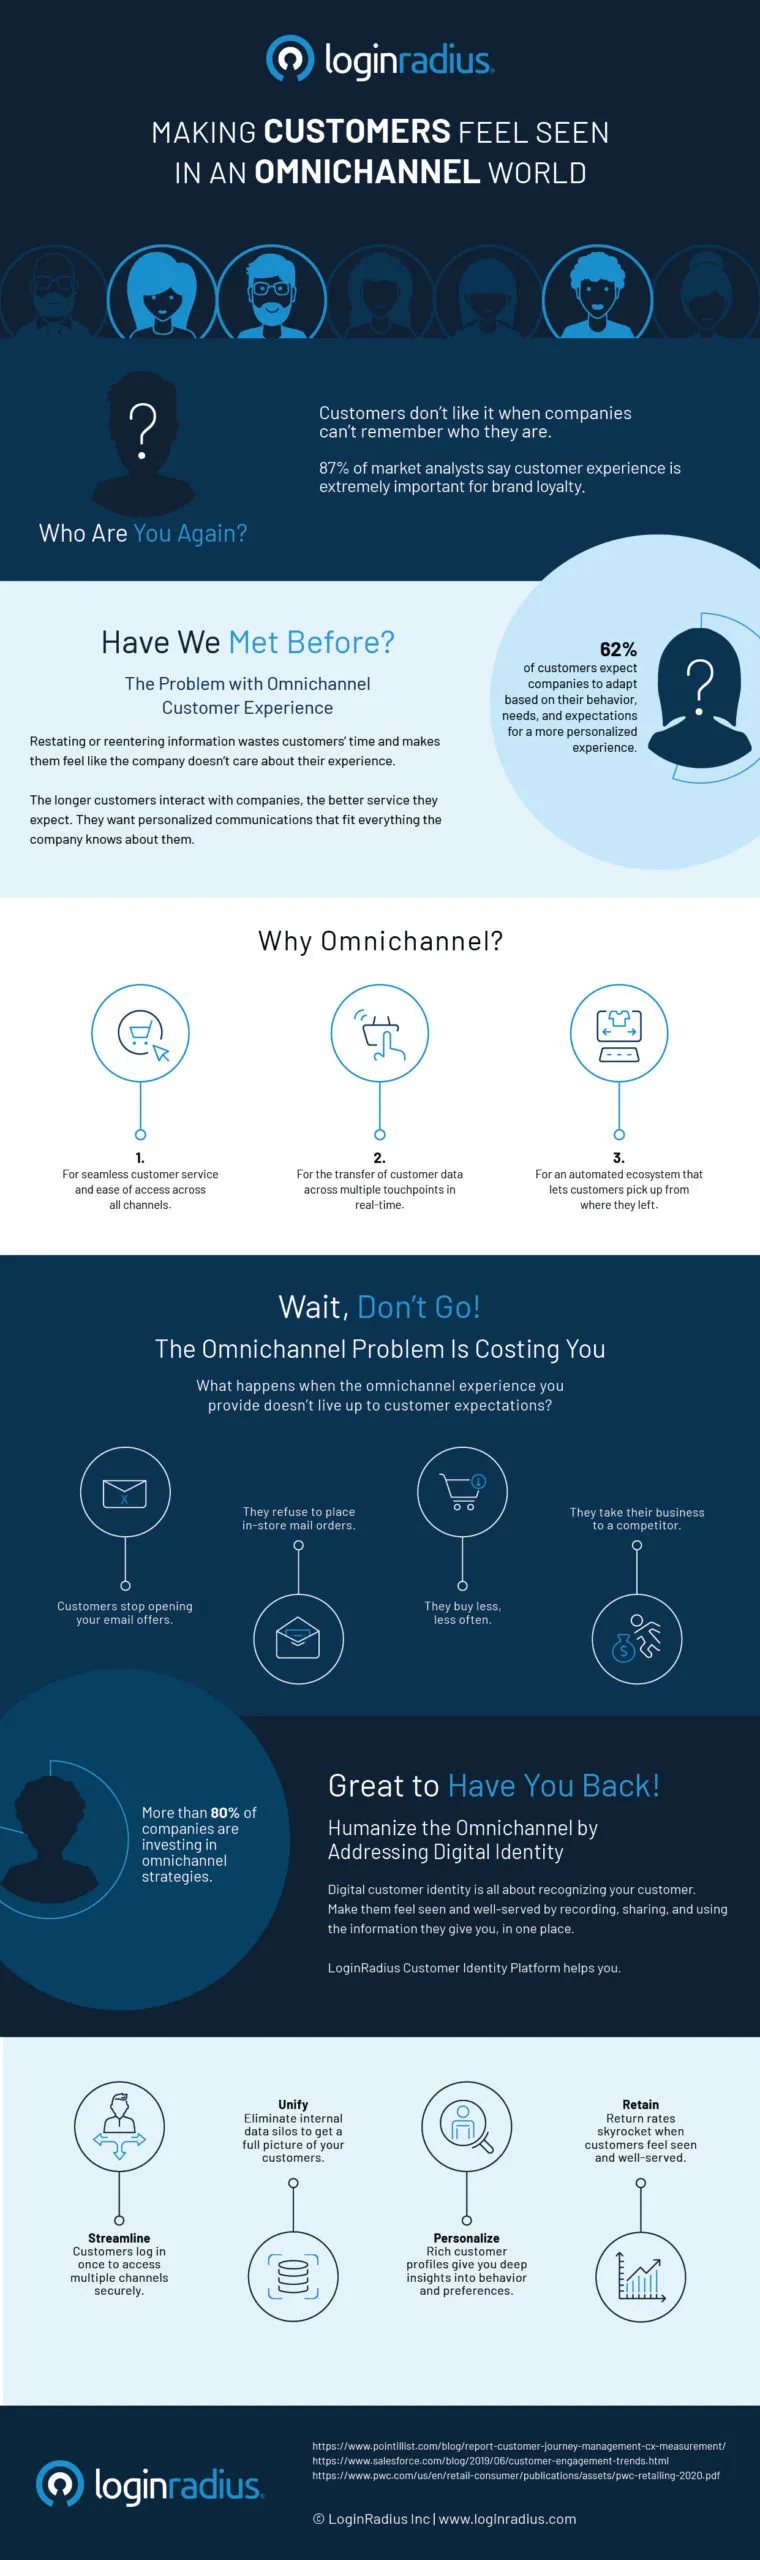 loginradius
MAKING CUSTOMERS FEEL SEEN
IN AN OMNICHANNEL WORLD
?
Who Are You Again?
Customers don't like it when companies
can't remember who they are.
87% of market analysts say customer experience is
extremely important for brand loyalty.
Have We Met Before?
The Problem with Omnichannel
Customer Experience
Restating or reentering information wastes customers' time and makes
them feel like the company doesn't care about their experience.
The longer customers interact with companies, the better service they
expect. They want personalized communications that fit everything the
company knows about them.
62%
of customers expect
companies to adapt
based on their behavior,
needs, and expectations
for a more personalized
experience.
?
Why Omnichannel?
1.
For seamless customer service
and ease of access across
all channels.
2.
For the transfer of customer data
across multiple touchpoints in
real-time.
3.
For an automated ecosystem that
lets customers pick up from
where they left.
Wait, Don't Go!
The Omnichannel Problem Is Costing You
What happens when the omnichannel experience you
provide doesn't live up to customer expectations?
X
Customers stop opening
your email offers.
They refuse to place
in-store mail orders.
They buy less,
less often.
They take their business
to a competitor.
$
More than 80% of
companies are
investing in
omnichannel
strategies.
Great to Have You Back!
Humanize the Omnichannel by
Addressing Digital Identity
Digital customer identity is all about recognizing your customer.
Make them feel seen and well-served by recording, sharing, and using
the information they give you, in one place.
LoginRadius Customer Identity Platform helps you.
Streamline
Customers log in
once to access
multiple channels
securely.
Unify
Eliminate internal
data silos to get a
full picture of your
customers.
Personalize
Rich customer
profiles give you deep
insights into behavior
and preferences.
Retain
Return rates
skyrocket when
customers feel seen
and well-served.
loginradius
https://www.pointillist.com/blog/report-customer-journey-management-cx-measurement/
https://www.salesforce.com/blog/2019/06/customer-engagement-trends.html
https://www.pwc.com/us/en/retail-consumer/publications/assets/pwc-retailing-2020.pdf
© LoginRadius Inc | www.loginradius.com